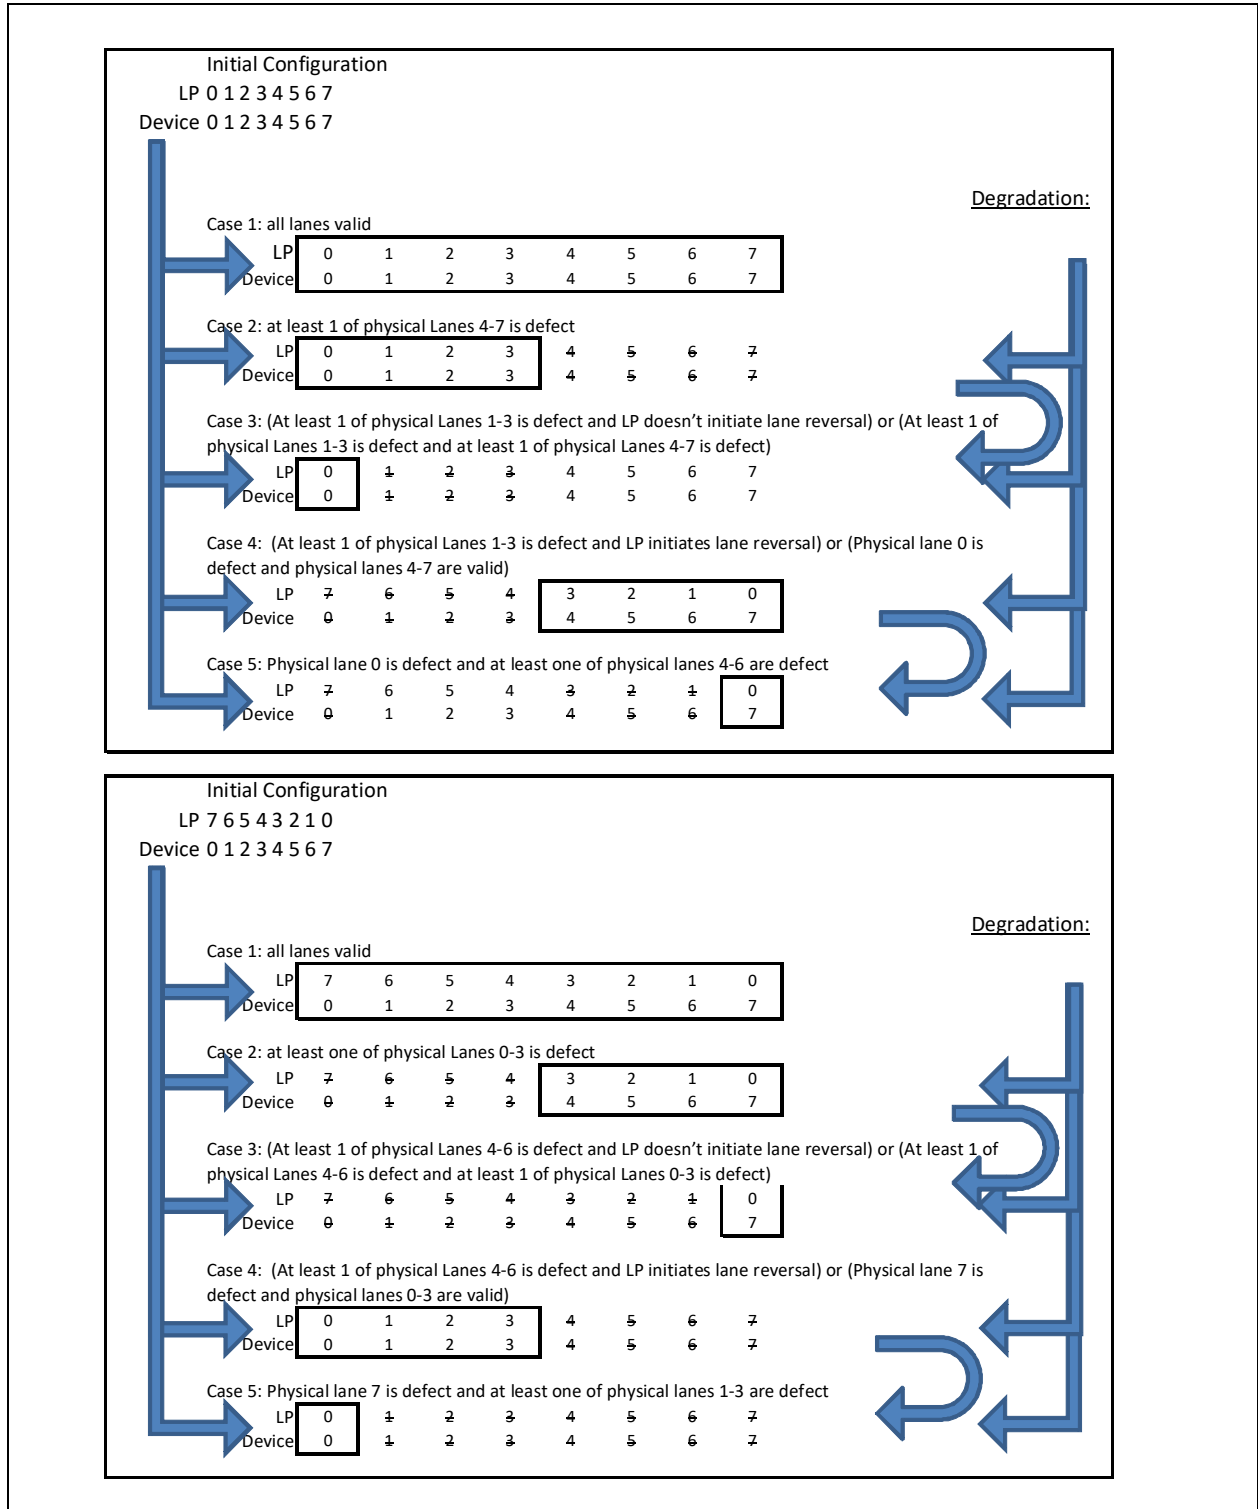 Initial Configuration
LP 0 1 2 3 4 5 6 7
Device 0 1 2 3 4 5 6 7
Degradation:
Case 1: all lanes valid
LP 0 1 2 3 4 5 6 7
Device 0 1 2 3 4 5 6 7
Case 2: at least 1 of physical Lanes 4-7 is defect
LP 0 1 2 3 4 5 6 7
Device 0 1 2 3 4 5 6 7
Case 3: (At least 1 of physical Lanes 1-3 is defect and LP doesn’t initiate lane reversal) or (At least 1 of
physical Lanes 1-3 is defect and at least 1 of physical Lanes 4-7 is defect)
LP 0 1 2 3 4 5 6 7
Device 0 1 2 3 4 5 6 7
Case 4: (At least 1 of physical Lanes 1-3 is defect and LP initiates lane reversal) or (Physical lane 0 is
defect and physical lanes 4-7 are valid)
LP 7 6 5 4 3 2 1 0
Device 0 1 2 3 4 5 6 7
Case 5: Physical lane 0 is defect and at least one of physical lanes 4-6 are defect
LP 7 6 5 4 3 2 1 0
Device 0 1 2 3 4 5 6 7
Initial Configuration
LP 7 6 5 4 3 2 1 0
Device 0 1 2 3 4 5 6 7
Degradation:
Case 1: all lanes valid
LP 7 6 5 4 3 2 1 0
Device 0 1 2 3 4 5 6 7
Case 2: at least one of physical Lanes 0-3 is defect
LP 7 6 5 4 3 2 1 0
Device 0 1 2 3 4 5 6 7
Case 3: (At least 1 of physical Lanes 4-6 is defect and LP doesn’t initiate lane reversal) or (At least 1 of
physical Lanes 4-6 is defect and at least 1 of physical Lanes 0-3 is defect)
LP 7 6 5 4 3 2 1 0
Device 0 1 2 3 4 5 6 7
Case 4: (At least 1 of physical Lanes 4-6 is defect and LP initiates lane reversal) or (Physical lane 7 is
defect and physical lanes 0-3 are valid)
LP 0 1 2 3 4 5 6 7
Device 0 1 2 3 4 5 6 7
Case 5: Physical lane 7 is defect and at least one of physical lanes 1-3 are defect
LP 0 1 2 3 4 5 6 7
Device 0 1 2 3 4 5 6 7